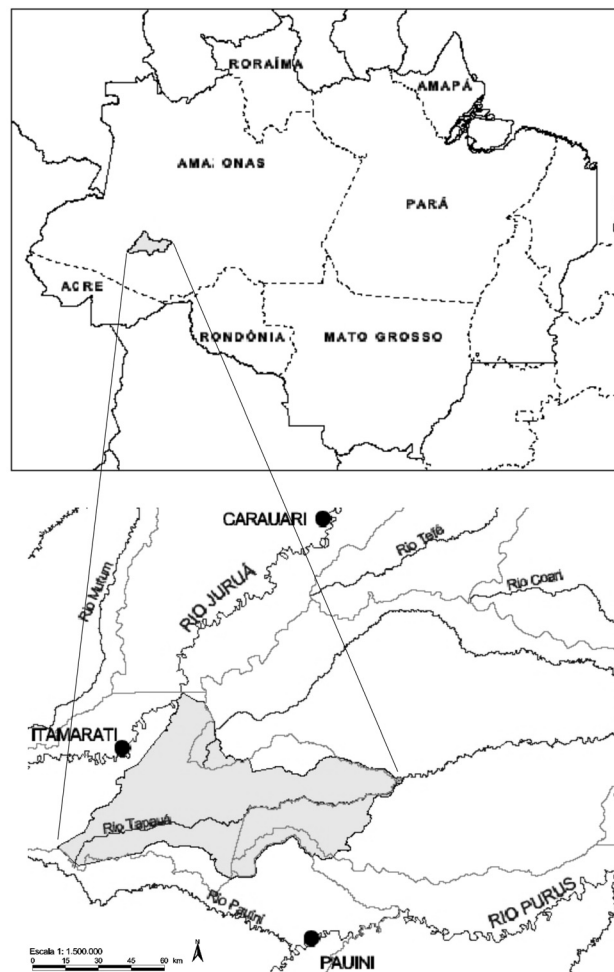 RORAÍMA
AMAPÁ
AMAZONAS
PARÁ
ACRE
RONDÔNIA
MATO GROSSO
CARAUARI
Rio Tefé
Rio Coari
Rio Mutum
RIO JURUÁ
ITAMARATI
Rio Tapauá
Rio Pauini
RIO PURUS
PAUINI
Escala 1: 1.500.000
0 15 30 60 km
N